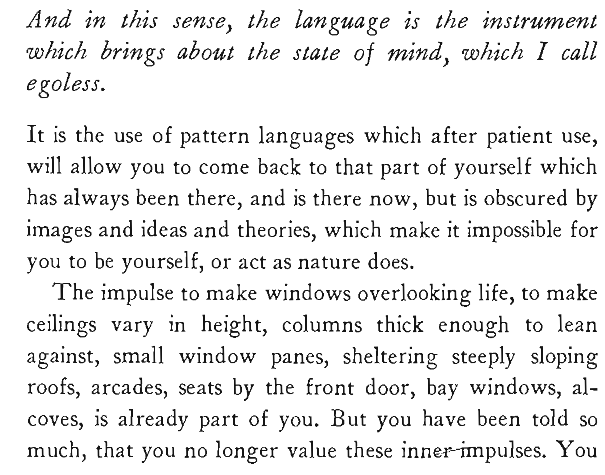 And in this sense, the language is the instrument
which brings about the state of mind, which I call
egoless.
It is the use of pattern languages which after patient use,
will allow you to come back to that part of yourself which
has always been there, and is there now, but is obscured by
images and ideas and theories, which make it impossible for
you to be yourself, or act as nature does.
The impulse to make windows overlooking life, to make
ceilings vary in height, columns thick enough to lean
against, small window panes, sheltering steeply sloping
roofs, arcades, seats by the front door, bay windows, al-
coves, is already part of you. But you have been told so
much, that you no longer value these inner impulses. You